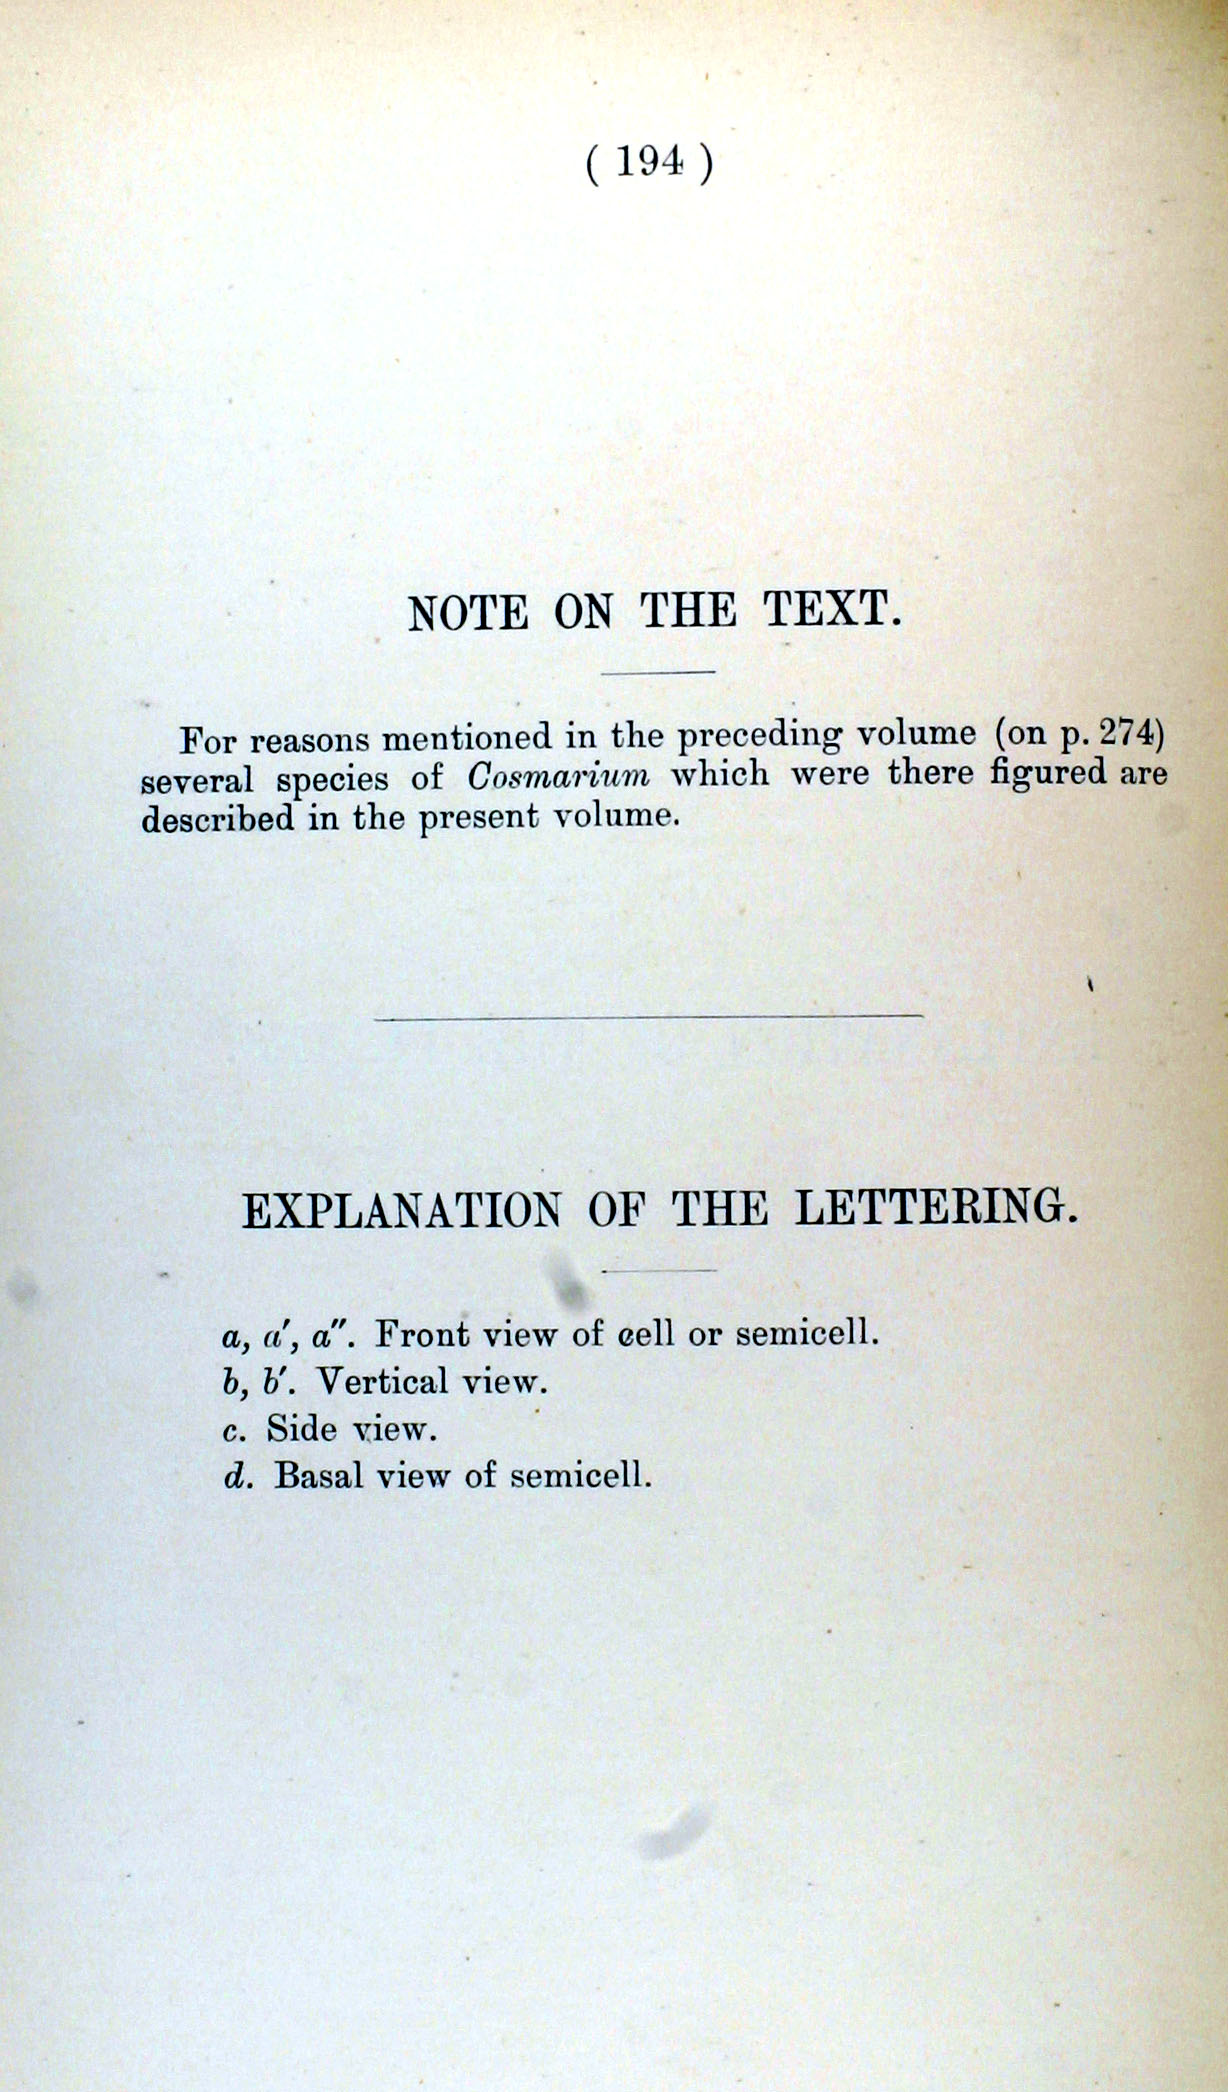 ( 194 )
NOTE ON THE TEXT.
For reasons mentioned in the preceding volume (on p. 274)
several species of Cosmarium which were there figured are
described in the present volume.
EXPLANATION OF THE LETTERING.
a, a′, a″. Front view of cell or semicell.
b, b′. Vertical view.
c. Side view.
d. Basal view of semicell.